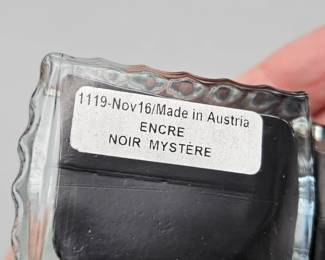 1119-Nov16/Made in Austria
ENCRE
NOIR MYSTÈRE